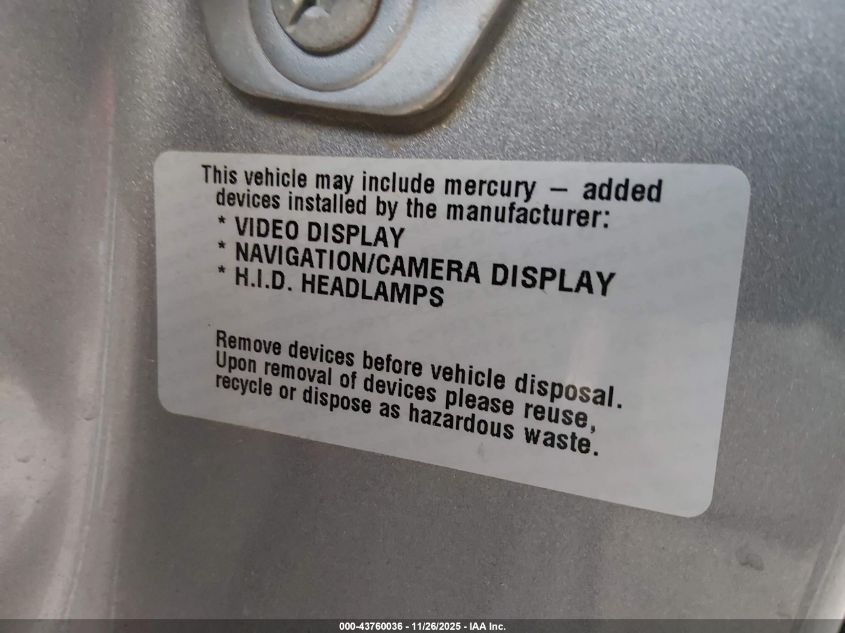 This vehicle may include mercury — added
devices installed by the manufacturer:
* VIDEO DISPLAY
* NAVIGATION/CAMERA DISPLAY
* H.I.D. HEADLAMPS
Remove devices before vehicle disposal.
Upon removal of devices please reuse,
recycle or dispose as hazardous waste.
000-43760036 - 11/26/2025 - IAA Inc.